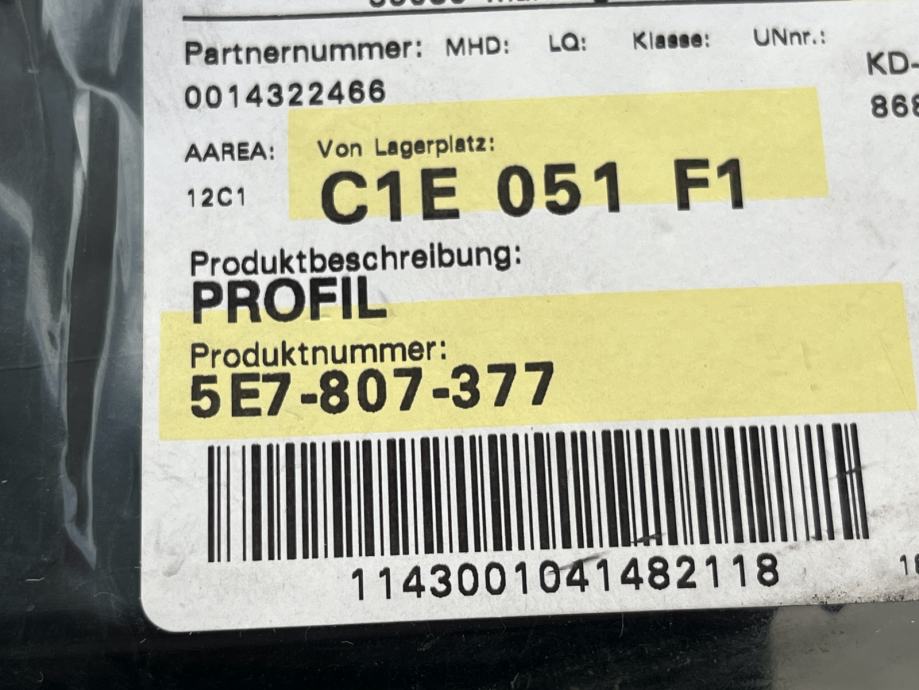 Partnernummer: MHD: LQ: Klasse: UNnr.:
KD-
0014322466
868
AAREA: Von Lagerplatz:
12C1 C1E 051 F1
Produktbeschreibung:
PROFIL
Produktnummer:
5E7-807-377
1143001041482118
18